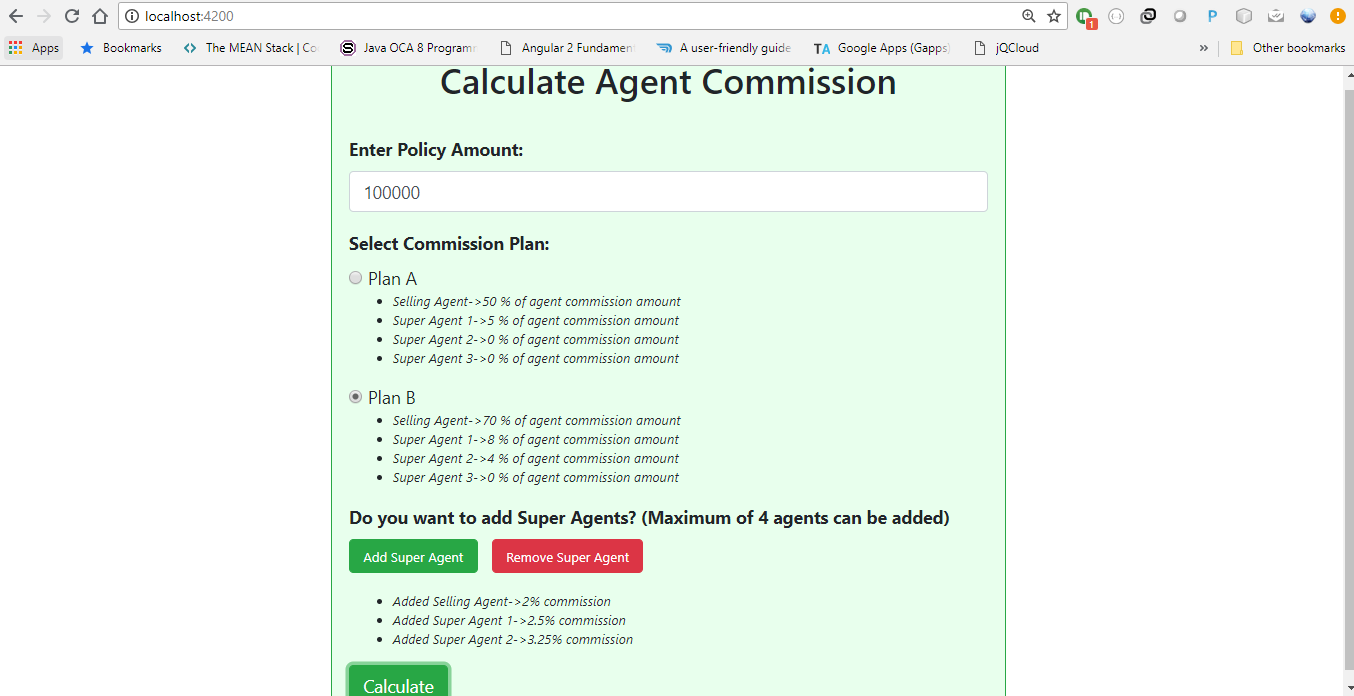 localhost:4200
1
Apps Bookmarks The MEAN Stack | Co Java OCA 8 Program Angular 2 Fundamen A user-friendly guide TA Google Apps (Gapps) jQCloud » Other bookmarks
Calculate Agent Commission
Enter Policy Amount:
100000
Select Commission Plan:
Plan A
Selling Agent->50 % of agent commission amount
Super Agent 1->5 % of agent commission amount
Super Agent 2->0 % of agent commission amount
Super Agent 3->0 % of agent commission amount
Plan B
Selling Agent->70 % of agent commission amount
Super Agent 1->8 % of agent commission amount
Super Agent 2->4 % of agent commission amount
Super Agent 3->0 % of agent commission amount
Do you want to add Super Agents? (Maximum of 4 agents can be added)
Add Super Agent Remove Super Agent
Added Selling Agent->2% commission
Added Super Agent 1->2.5% commission
Added Super Agent 2->3.25% commission
Calculate